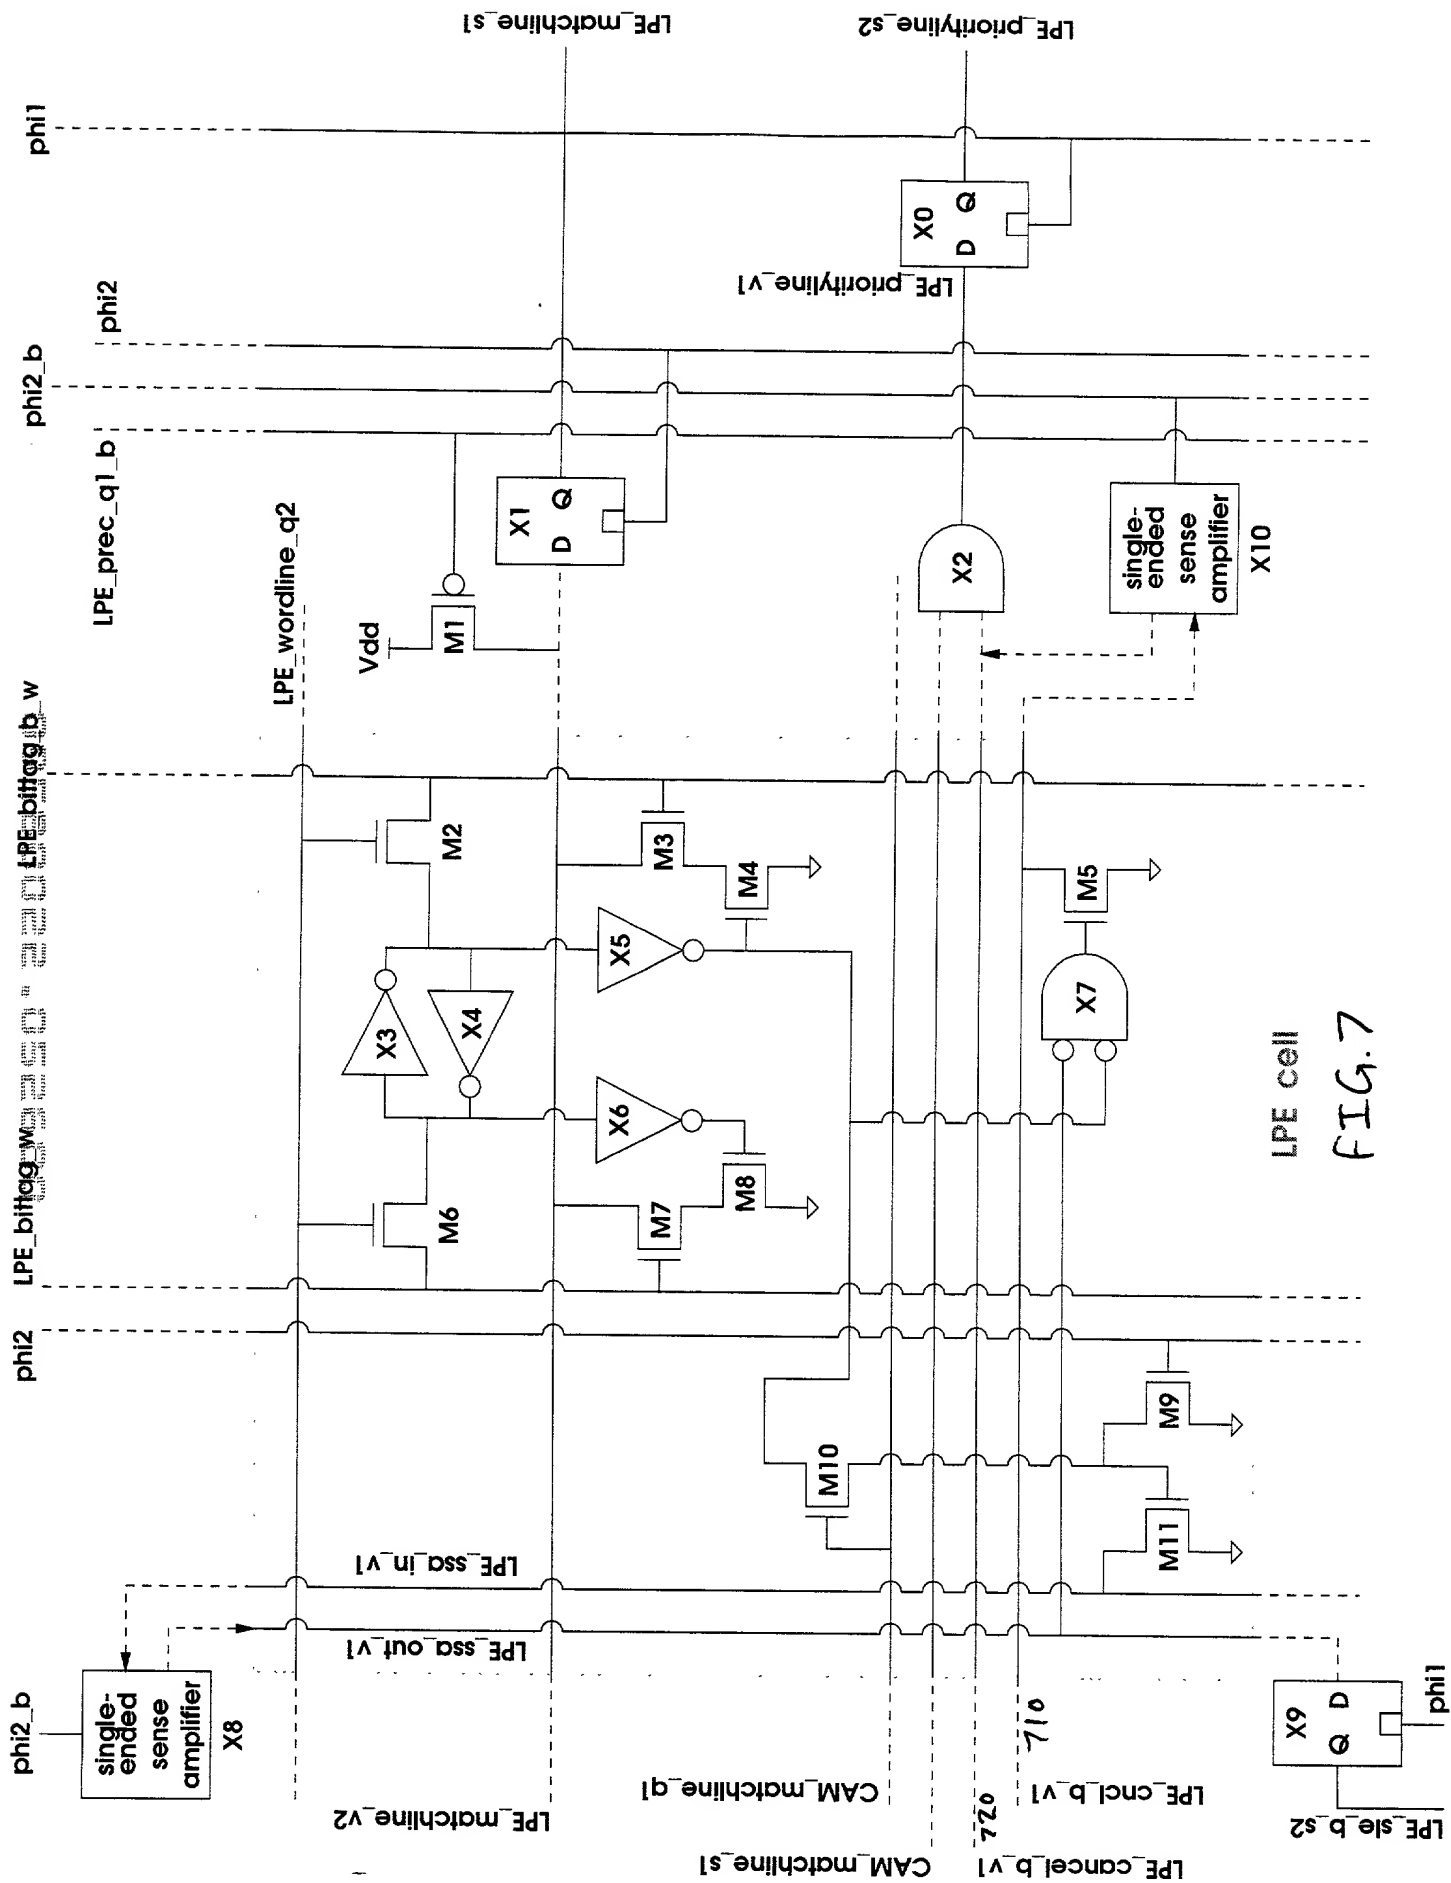 LPE_matchline_s1
LPE_priorityline_s2
phi1
X0
D Q
LPE_priorityline_v1
phi2
phi2_b
LPE_prec_q1_b
LPE_wordline_q2
X1
D Q
Vdd
M1
X2
single-
ended
sense
amplifier
X10
LPE_bittag_b_w
M2
M3
M4
M5
X3
X4
X5
X6
X7
LPE cell
FIG. 7
LPE_bittag_w
M6
M7
M8
phi2
M9
M10
M11
LPE_ssa_in_v1
LPE_ssa_out_v1
phi2_b
single-
ended
sense
amplifier
X8
LPE_matchline_v2
CAM_matchline_q1
CAM_matchline_s1
720
LPE_cancel_b_v1
710
LPE_cncl_b_v1
X9
Q D
phi1
LPE_sle_b_s2